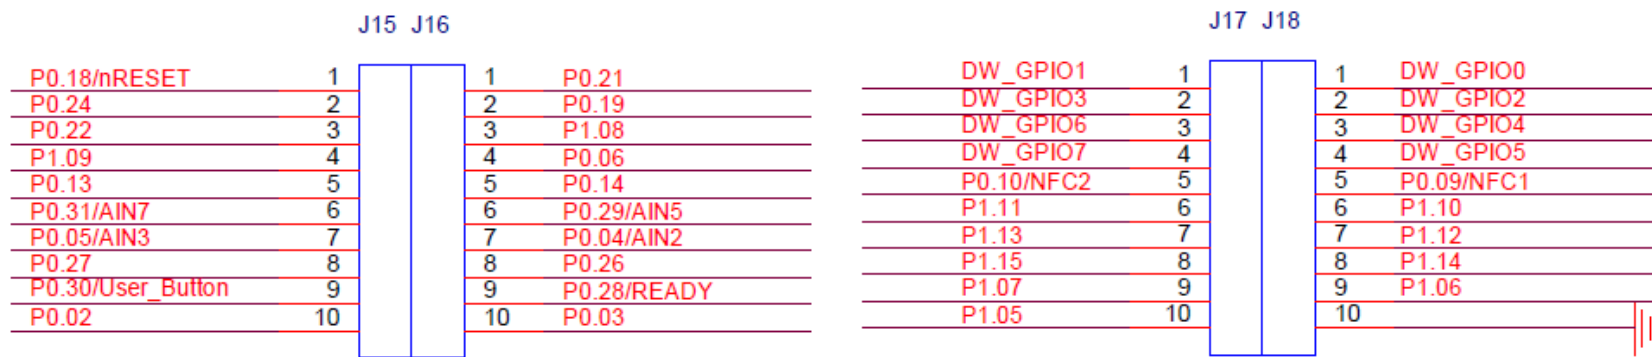 J15 J16 J17 J18
P0.18/nRESET 1 1 P0.21 DW_GPIO1 1 1 DW_GPIO0
P0.24 2 2 P0.19 DW_GPIO3 2 2 DW_GPIO2
P0.22 3 3 P1.08 DW_GPIO6 3 3 DW_GPIO4
P1.09 4 4 P0.06 DW_GPIO7 4 4 DW_GPIO5
P0.13 5 5 P0.14 P0.10/NFC2 5 5 P0.09/NFC1
P0.31/AIN7 6 6 P0.29/AIN5 P1.11 6 6 P1.10
P0.05/AIN3 7 7 P0.04/AIN2 P1.13 7 7 P1.12
P0.27 8 8 P0.26 P1.15 8 8 P1.14
P0.30/User_Button 9 9 P0.28/READY P1.07 9 9 P1.06
P0.02 10 10 P0.03 P1.05 10 10